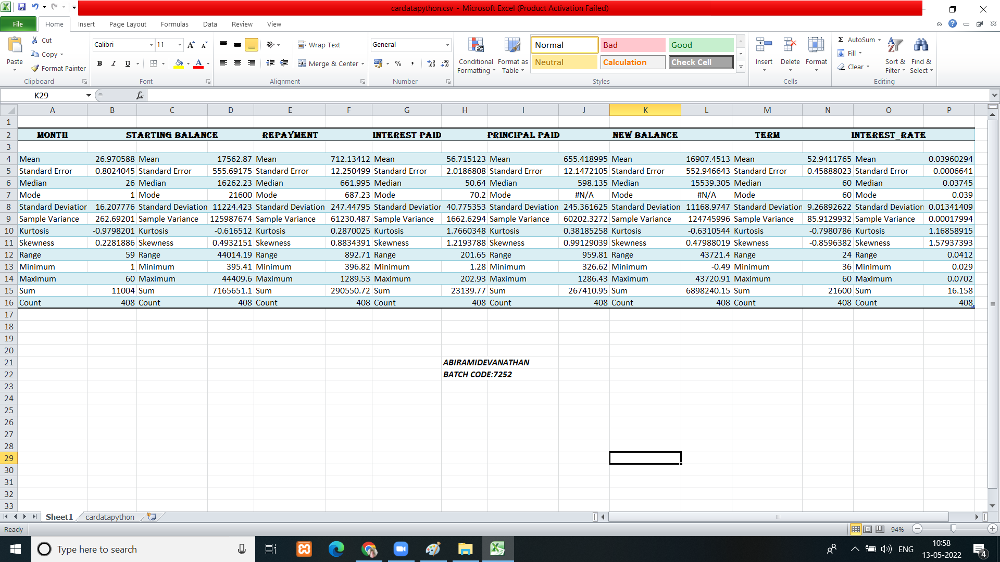 cardatapython.csv - Microsoft Excel (Product Activation Failed)
File Home Insert Page Layout Formulas Data Review View
Paste Cut Copy Format Painter Clipboard
Calibri 11 A A B I U A Font
Wrap Text Merge & Center Alignment
General % , Number
Conditional Formatting Format as Table
Normal Bad Good
Neutral Calculation Check Cell
Styles
Insert Delete Format Cells
Σ AutoSum Fill Clear Sort & Filter Find & Select Editing
K29 fx
A B C D E F G H I J K L M N O P
1
2 MONTH STARTING BALANCE REPAYMENT INTEREST PAID PRINCIPAL PAID NEW BALANCE TERM INTEREST_RATE
3
4 Mean 26.970588 Mean 17562.87 Mean 712.13412 Mean 56.715123 Mean 655.418995 Mean 16907.4513 Mean 52.9411765 Mean 0.03960294
5 Standard Error 0.8024045 Standard Error 555.69175 Standard Error 12.250499 Standard Error 2.0186808 Standard Error 12.1472105 Standard Error 552.946643 Standard Error 0.45888023 Standard Error 0.0006641
6 Median 26 Median 16262.23 Median 661.995 Median 50.64 Median 598.135 Median 15539.305 Median 60 Median 0.03745
7 Mode 1 Mode 21600 Mode 687.23 Mode 70.2 Mode #N/A Mode #N/A Mode 60 Mode 0.039
8 Standard Deviation 16.207776 Standard Deviation 11224.423 Standard Deviation 247.44795 Standard Deviation 40.775353 Standard Deviation 245.361625 Standard Deviation 11168.9747 Standard Deviation 9.26892622 Standard Deviation 0.01341409
9 Sample Variance 262.69201 Sample Variance 125987674 Sample Variance 61230.487 Sample Variance 1662.6294 Sample Variance 60202.3272 Sample Variance 124745996 Sample Variance 85.9129932 Sample Variance 0.00017994
10 Kurtosis -0.9798201 Kurtosis -0.616512 Kurtosis 0.2870025 Kurtosis 1.7660348 Kurtosis 0.38185258 Kurtosis -0.6310544 Kurtosis -0.7980786 Kurtosis 1.16858915
11 Skewness 0.2281886 Skewness 0.4932151 Skewness 0.8834391 Skewness 1.2193788 Skewness 0.99129039 Skewness 0.47988019 Skewness -0.8596382 Skewness 1.57937393
12 Range 59 Range 44014.19 Range 892.71 Range 201.65 Range 959.81 Range 43721.4 Range 24 Range 0.0412
13 Minimum 1 Minimum 395.41 Minimum 396.82 Minimum 1.28 Minimum 326.62 Minimum -0.49 Minimum 36 Minimum 0.029
14 Maximum 60 Maximum 44409.6 Maximum 1289.53 Maximum 202.93 Maximum 1286.43 Maximum 43720.91 Maximum 60 Maximum 0.0702
15 Sum 11004 Sum 7165651.1 Sum 290550.72 Sum 23139.77 Sum 267410.95 Sum 6898240.15 Sum 21600 Sum 16.158
16 Count 408 Count 408 Count 408 Count 408 Count 408 Count 408 Count 408 Count 408
17
18
19
20
21 ABIRAMIDEVANATHAN
22 BATCH CODE:7252
23
24
25
26
27
28
29
30
31
32
33
Sheet1 cardatapython
Ready 94%
Type here to search ENG 10:58
13-05-2022 4